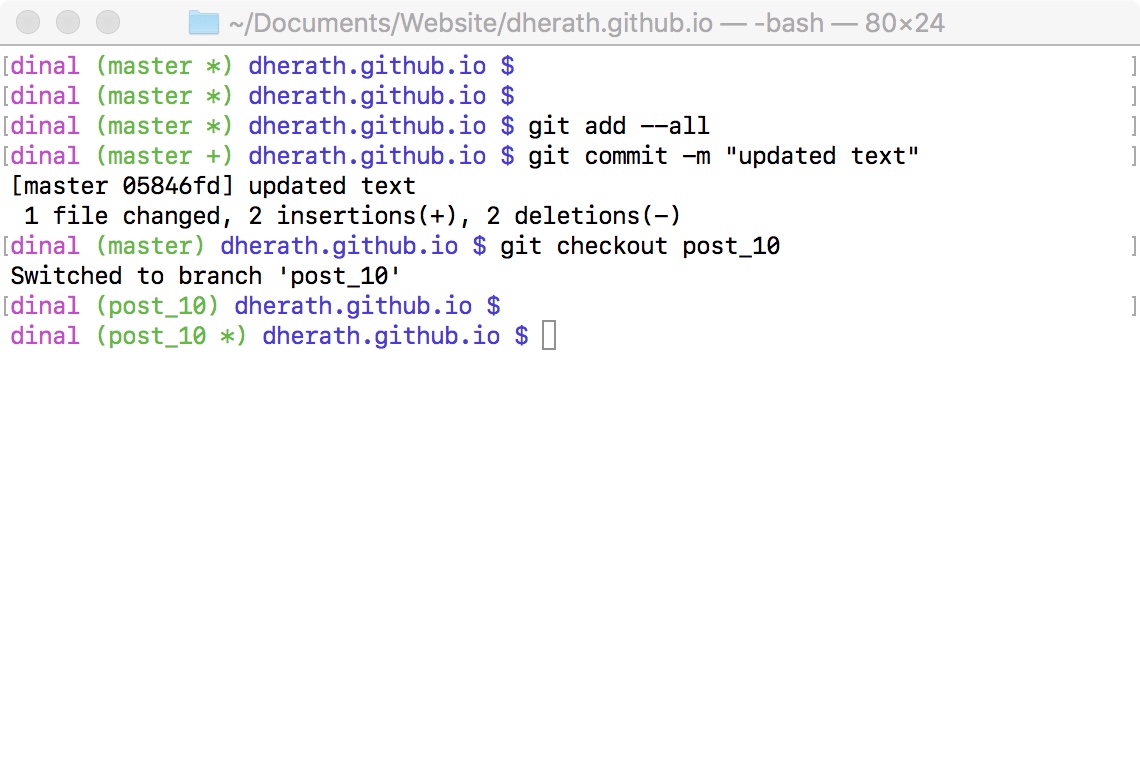 ~/Documents/Website/dherath.github.io — -bash — 80×24
[dinal (master *) dherath.github.io $ ]
[dinal (master *) dherath.github.io $ ]
[dinal (master *) dherath.github.io $ git add --all ]
[dinal (master +) dherath.github.io $ git commit -m "updated text" ]
[master 05846fd] updated text
 1 file changed, 2 insertions(+), 2 deletions(-)
[dinal (master) dherath.github.io $ git checkout post_10 ]
Switched to branch 'post_10'
[dinal (post_10) dherath.github.io $ ]
dinal (post_10 *) dherath.github.io $